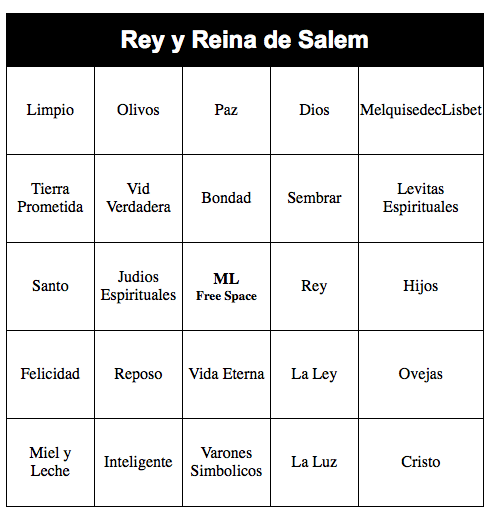 Rey y Reina de Salem
Limpio
Olivos
Paz
Dios
MelquisedecLisbet
Tierra
Prometida
Vid
Verdadera
Bondad
Sembrar
Levitas
Espirituales
Santo
Judios
Espirituales
ML
Free Space
Rey
Hijos
Felicidad
Reposo
Vida Eterna
La Ley
Ovejas
Miel y
Leche
Inteligente
Varones
Simbolicos
La Luz
Cristo